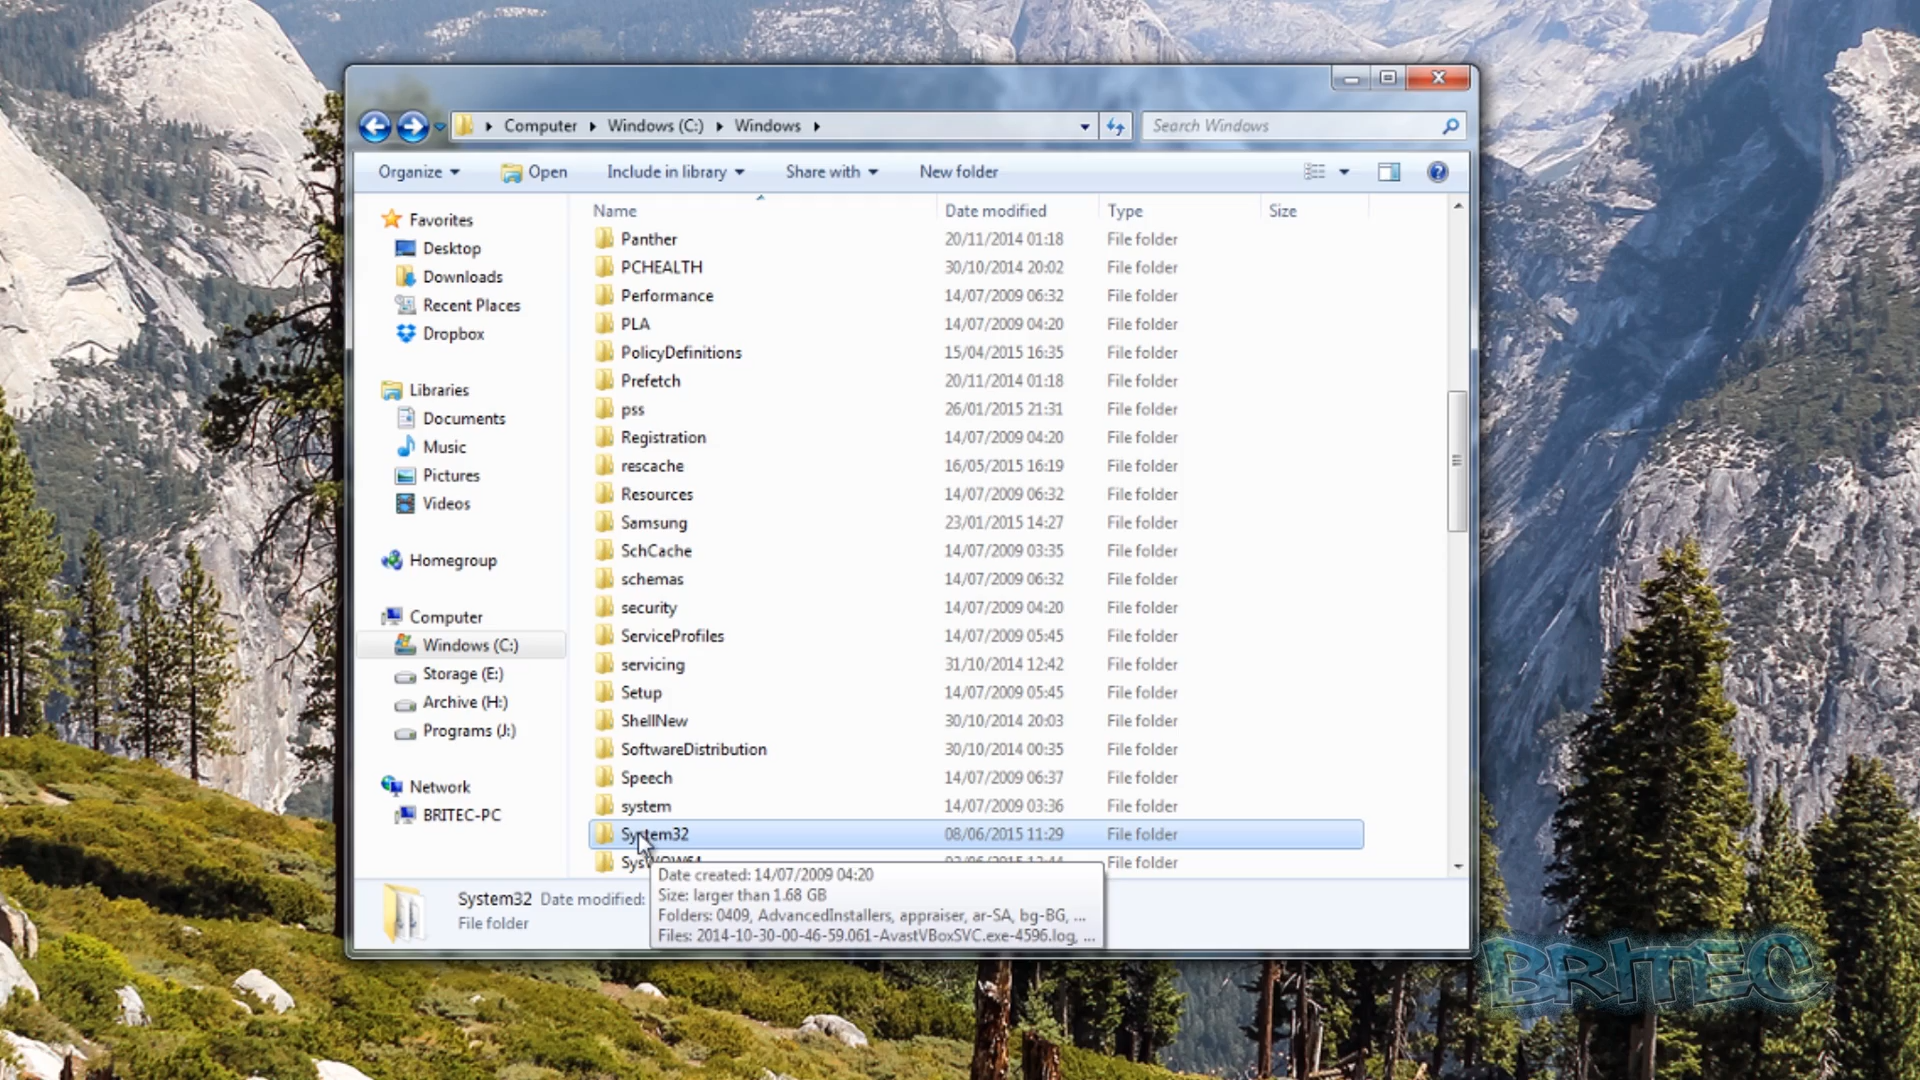 Computer Windows (C:) Windows
Search Windows
Organize Open Include in library Share with New folder
Name Date modified Type Size
Favorites
Desktop
Downloads
Recent Places
Dropbox
Libraries
Documents
Music
Pictures
Videos
Homegroup
Computer
Windows (C:)
Storage (E:)
Archive (H:)
Programs (J:)
Network
BRITEC-PC
Panther 20/11/2014 01:18 File folder
PCHEALTH 30/10/2014 20:02 File folder
Performance 14/07/2009 06:32 File folder
PLA 14/07/2009 04:20 File folder
PolicyDefinitions 15/04/2015 16:35 File folder
Prefetch 20/11/2014 01:18 File folder
pss 26/01/2015 21:31 File folder
Registration 14/07/2009 04:20 File folder
rescache 16/05/2015 16:19 File folder
Resources 14/07/2009 06:32 File folder
Samsung 23/01/2015 14:27 File folder
SchCache 14/07/2009 03:35 File folder
schemas 14/07/2009 06:32 File folder
security 14/07/2009 04:20 File folder
ServiceProfiles 14/07/2009 05:45 File folder
servicing 31/10/2014 12:42 File folder
Setup 14/07/2009 05:45 File folder
ShellNew 30/10/2014 20:03 File folder
SoftwareDistribution 30/10/2014 00:35 File folder
Speech 14/07/2009 06:37 File folder
system 14/07/2009 03:36 File folder
System32 08/06/2015 11:29 File folder
SysWOW64 File folder
Date created: 14/07/2009 04:20
Size: larger than 1.68 GB
Folders: 0409, AdvancedInstallers, appraiser, ar-SA, bg-BG, ...
Files: 2014-10-30-00-46-59.061-AvastVBoxSVC.exe-4596.log, ...
System32 Date modified:
File folder
BRITEC